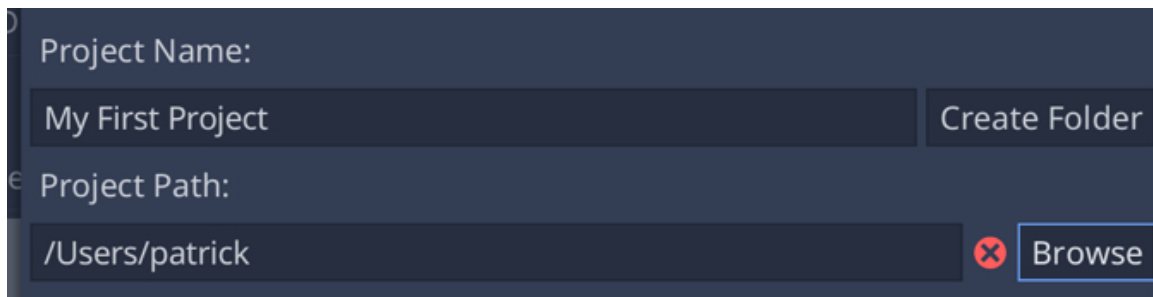 Project Name:
My First Project
Create Folder
Project Path:
/Users/patrick
Browse